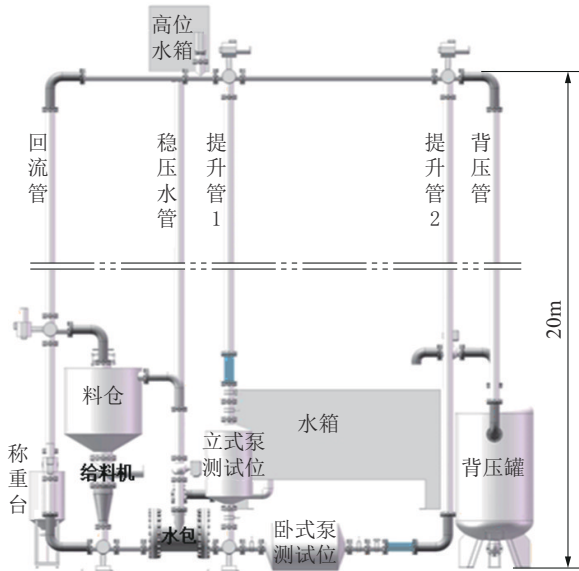 高位
水箱
回流管
稳压水管
提升管1
提升管2
背压管
20m
料仓
水箱
称重台
给料机
立式泵
测试位
背压罐
水包
卧式泵
测试位